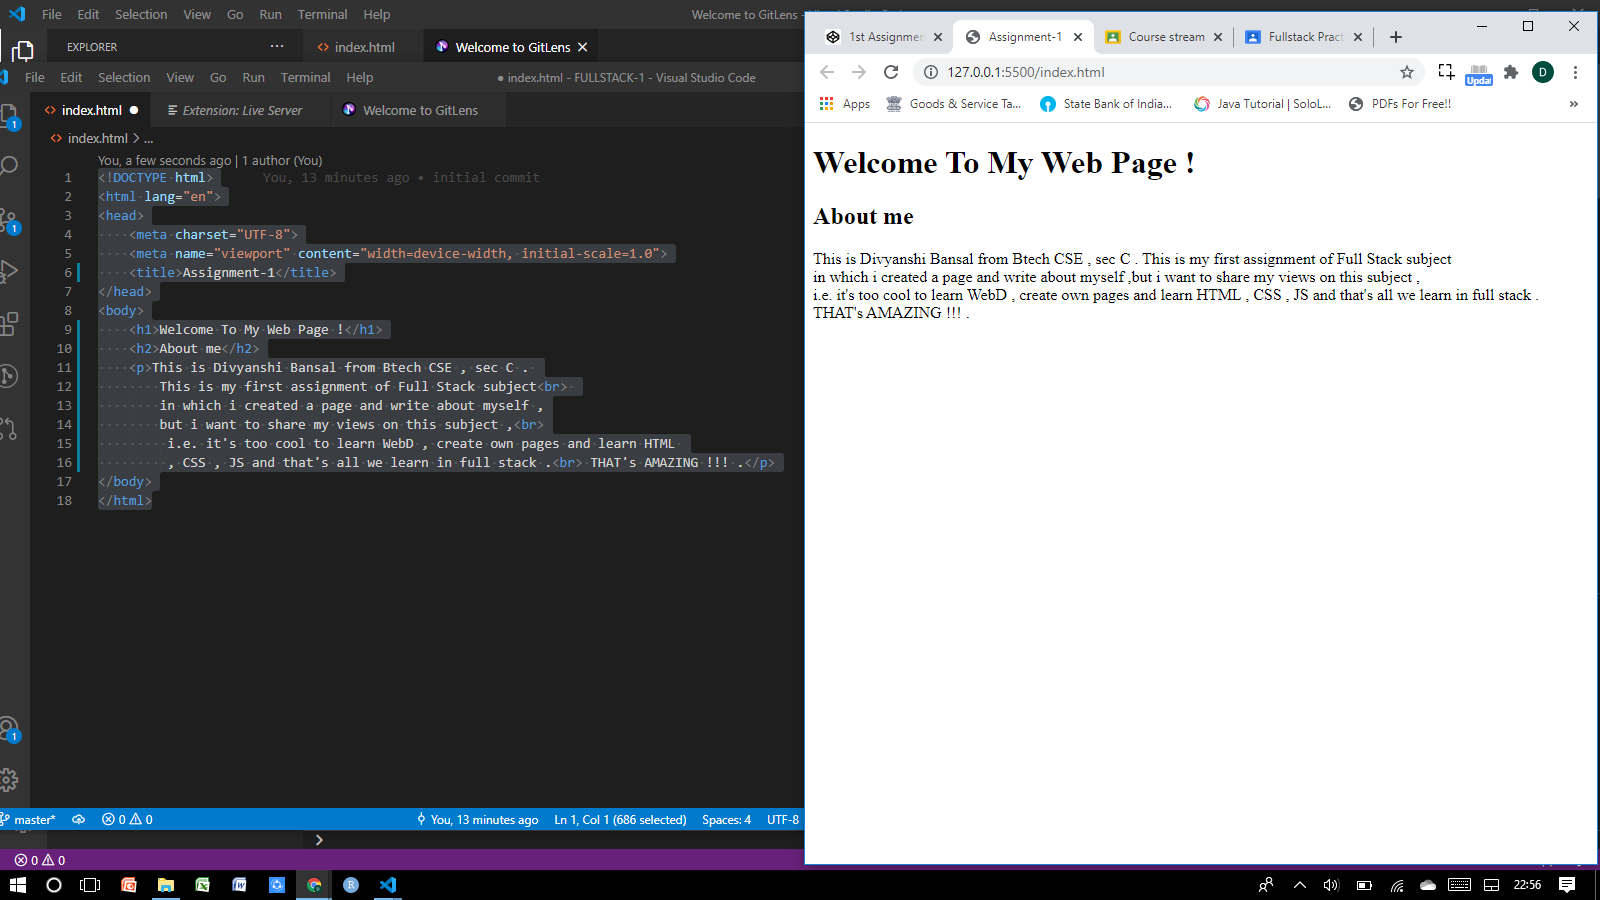 File Edit Selection View Go Run Terminal Help Welcome to GitLens -
EXPLORER ··· index.html Welcome to GitLens
File Edit Selection View Go Run Terminal Help ● index.html - FULLSTACK-1 - Visual Studio Code
index.html Extension: Live Server Welcome to GitLens
index.html > ...
You, a few seconds ago | 1 author (You)
1 <!DOCTYPE html> You, 13 minutes ago • initial commit
2 <html lang="en">
3 <head>
4 <meta charset="UTF-8">
5 <meta name="viewport" content="width=device-width, initial-scale=1.0">
6 <title>Assignment-1</title>
7 </head>
8 <body>
9 <h1>Welcome To My Web Page !</h1>
10 <h2>About me</h2>
11 <p>This is Divyanshi Bansal from Btech CSE , sec C .
12 This is my first assignment of Full Stack subject<br>
13 in which i created a page and write about myself ,
14 but i want to share my views on this subject ,<br>
15 i.e. it's too cool to learn WebD , create own pages and learn HTML
16 , CSS , JS and that's all we learn in full stack .<br> THAT's AMAZING !!! .</p>
17 </body>
18 </html>
1
1
1
master* 0 0 You, 13 minutes ago Ln 1, Col 1 (686 selected) Spaces: 4 UTF-8
0 0
1st Assignmen Assignment-1 Course stream Fullstack Pract
127.0.0.1:5500/index.html Updat D
Apps Goods & Service Ta... State Bank of India... Java Tutorial | SoloL... PDFs For Free!! »
Welcome To My Web Page !
About me
This is Divyanshi Bansal from Btech CSE , sec C . This is my first assignment of Full Stack subject
in which i created a page and write about myself ,but i want to share my views on this subject ,
i.e. it's too cool to learn WebD , create own pages and learn HTML , CSS , JS and that's all we learn in full stack .
THAT's AMAZING !!! .
22:56